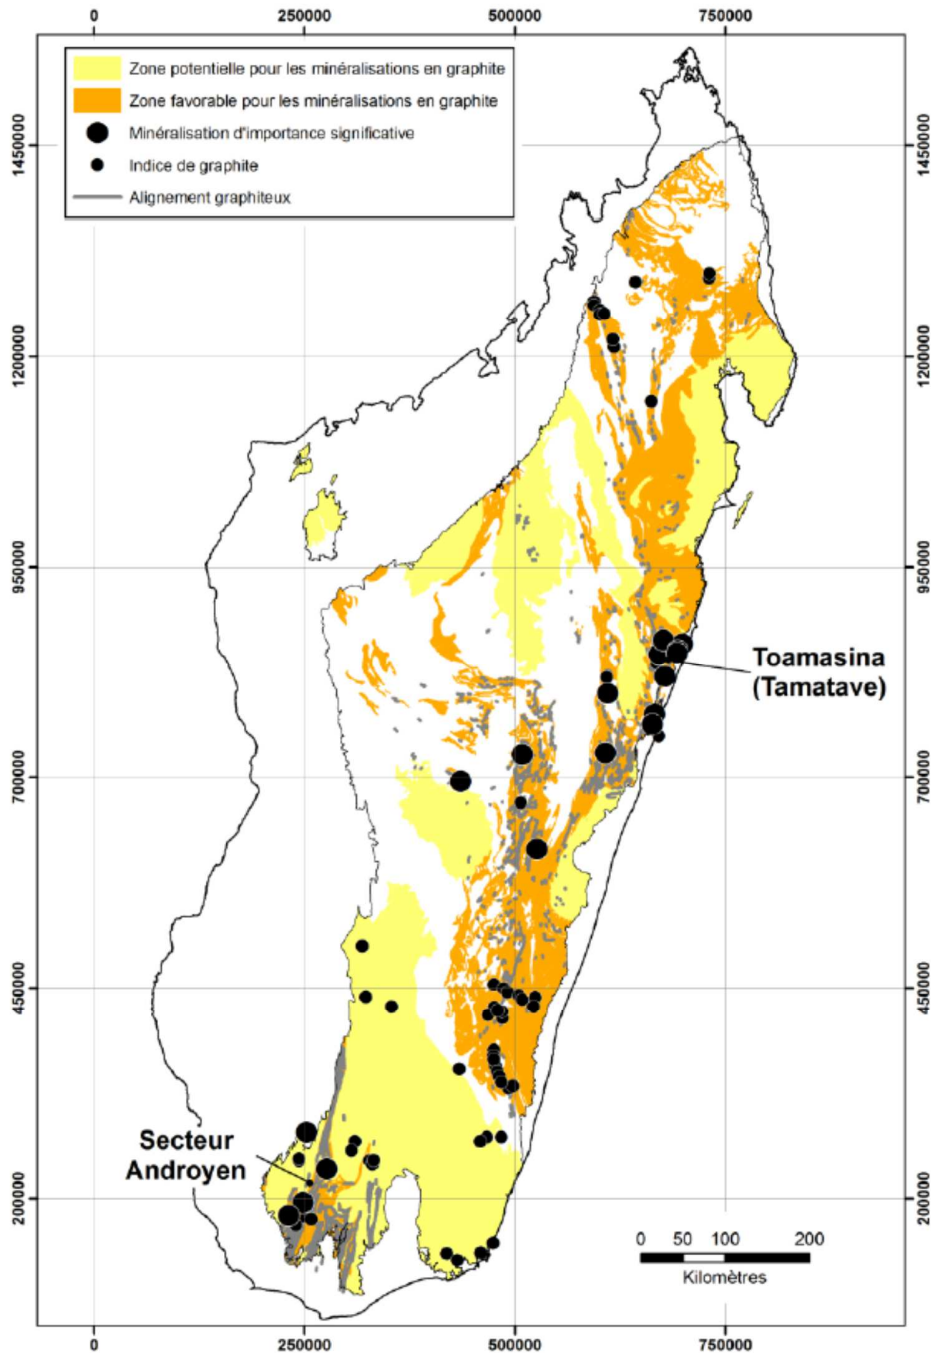 0 250000 500000 750000
Zone potentielle pour les minéralisations en graphite
Zone favorable pour les minéralisations en graphite
Minéralisation d'importance significative
Indice de graphite
Alignement graphiteux
1450000 1450000
1200000 1200000
950000 950000
Toamasina
(Tamatave)
700000 700000
450000 450000
Secteur
Androyen
200000 200000
0 50 100 200
Kilomètres
0 250000 500000 750000